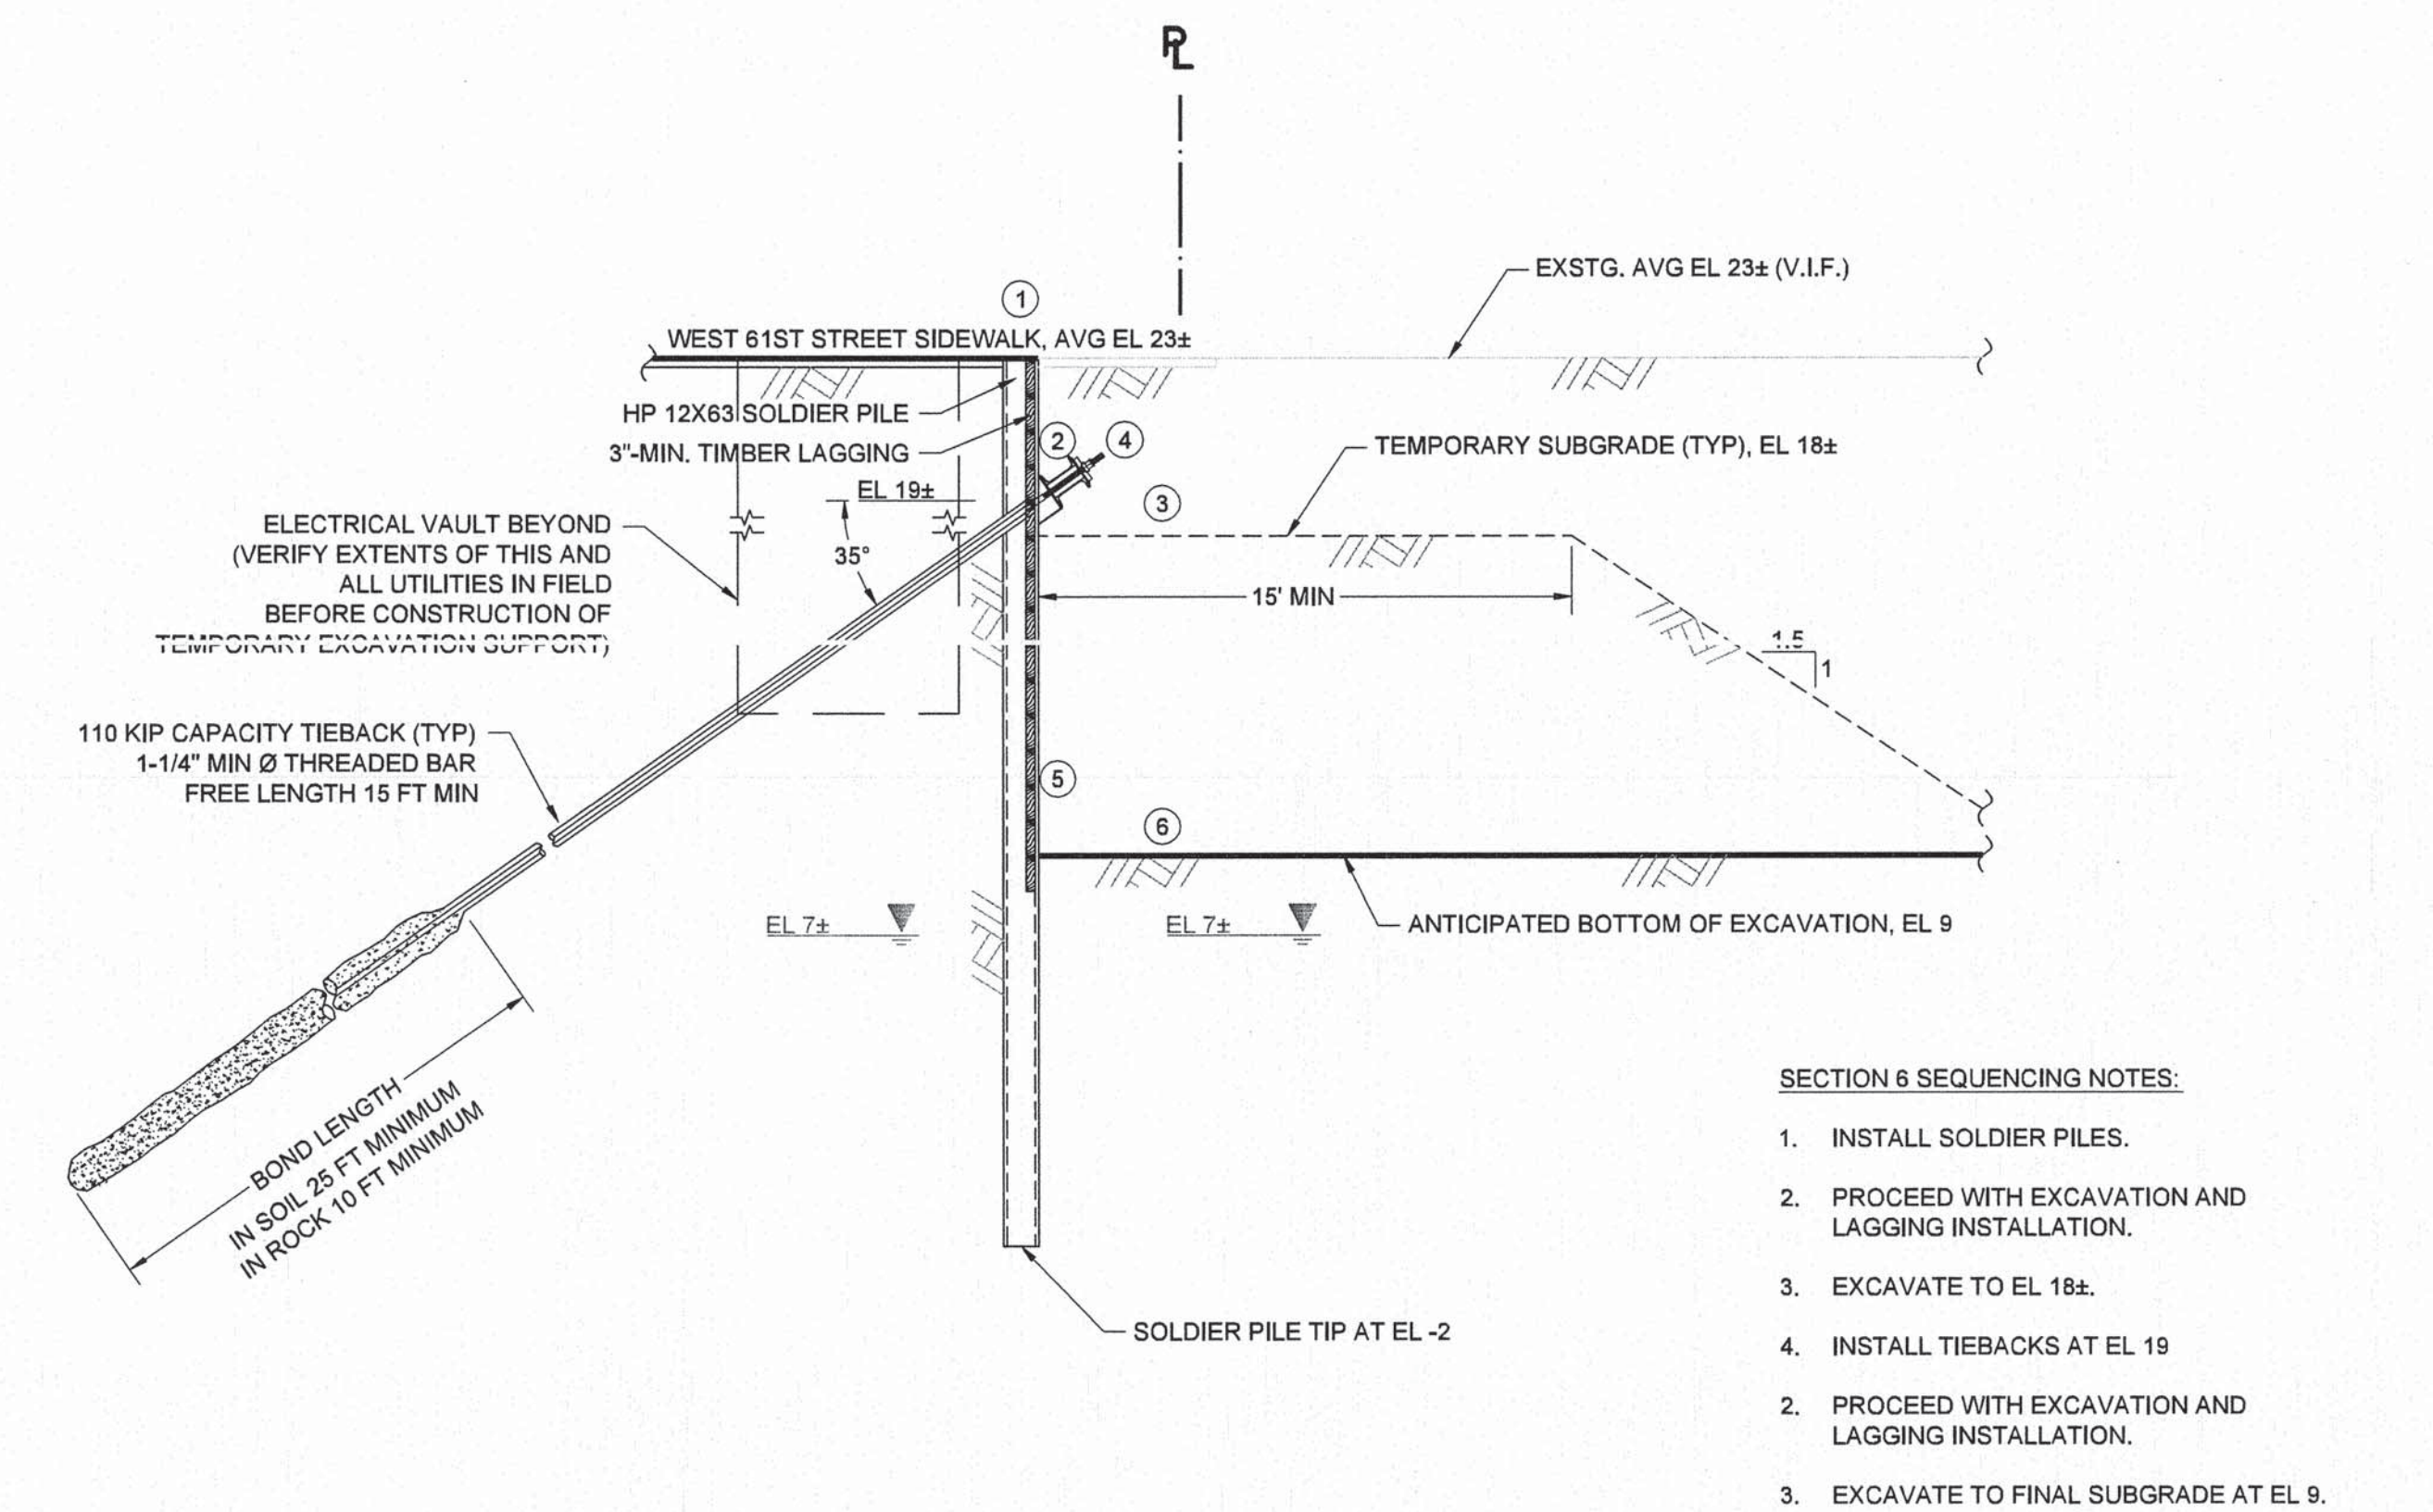 PL
EXSTG. AVG EL 23± (V.I.F.)
1
WEST 61ST STREET SIDEWALK, AVG EL 23±
HP 12X63 SOLDIER PILE
3"-MIN. TIMBER LAGGING
2
4
TEMPORARY SUBGRADE (TYP), EL 18±
EL 19±
3
35°
ELECTRICAL VAULT BEYOND
(VERIFY EXTENTS OF THIS AND
ALL UTILITIES IN FIELD
BEFORE CONSTRUCTION OF
TEMPORARY EXCAVATION SUPPORT)
15' MIN
1.5
1
110 KIP CAPACITY TIEBACK (TYP)
1-1/4" MIN Ø THREADED BAR
FREE LENGTH 15 FT MIN
5
6
EL 7±
EL 7±
ANTICIPATED BOTTOM OF EXCAVATION, EL 9
BOND LENGTH
IN SOIL 25 FT MINIMUM
IN ROCK 10 FT MINIMUM
SOLDIER PILE TIP AT EL -2
SECTION 6 SEQUENCING NOTES:
1. INSTALL SOLDIER PILES.
2. PROCEED WITH EXCAVATION AND
LAGGING INSTALLATION.
3. EXCAVATE TO EL 18±.
4. INSTALL TIEBACKS AT EL 19
2. PROCEED WITH EXCAVATION AND
LAGGING INSTALLATION.
3. EXCAVATE TO FINAL SUBGRADE AT EL 9.